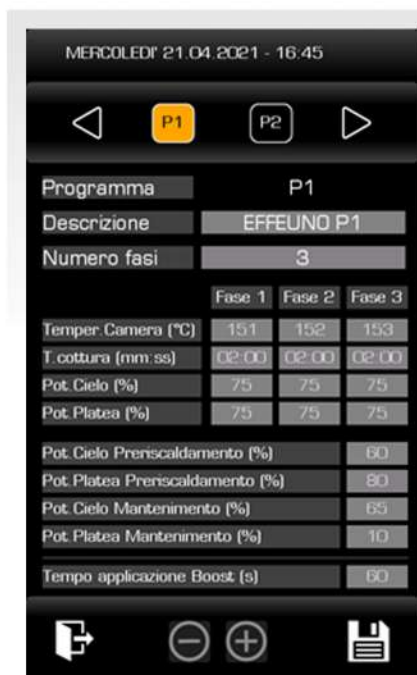 MERCOLEDI' 21.04.2021 - 16:45
P1 P2
Programma P1
Descrizione EFFEUNO P1
Numero fasi 3
Fase 1 Fase 2 Fase 3
Temper.Camera (°C) 151 152 153
T.cottura (mm:ss) 02:00 02:00 02:00
Pot.Cielo (%) 75 75 75
Pot.Platea (%) 75 75 75
Pot.Cielo Preriscaldamento (%) 60
Pot.Platea Preriscaldamento (%) 80
Pot.Cielo Mantenimento (%) 65
Pot.Platea Mantenimento (%) 10
Tempo applicazione Boost (s) 60